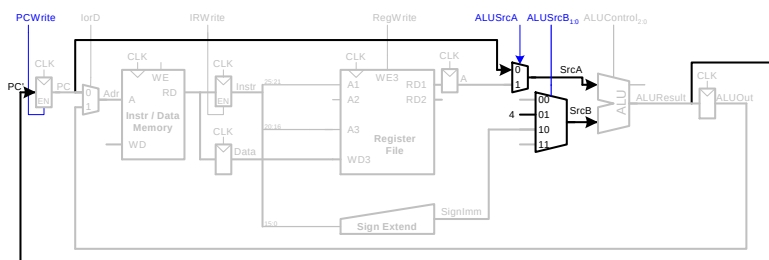 PCWrite IorD IRWrite RegWrite ALUSrcA ALUSrcB1:0 ALUControl2:0
CLK CLK CLK CLK CLK CLK
PC' PC EN 0 1 Adr A WE RD Instr / Data Memory WD
EN Instr 25:21 A1 WE3 RD1 A 0 1 SrcA
A2 RD2 00 ALU ALUResult ALUOut
4 01 SrcB
CLK 20:16 A3 Register File 10
Data WD3 11
SignImm
15:0 Sign Extend